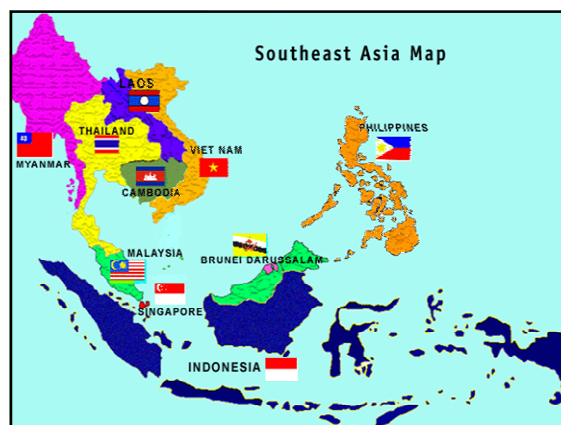 Southeast Asia Map
LAOS
THAILAND
PHILIPPINES
VIET NAM
MYANMAR
CAMBODIA
MALAYSIA
BRUNEI DARUSSALAM
SINGAPORE
INDONESIA